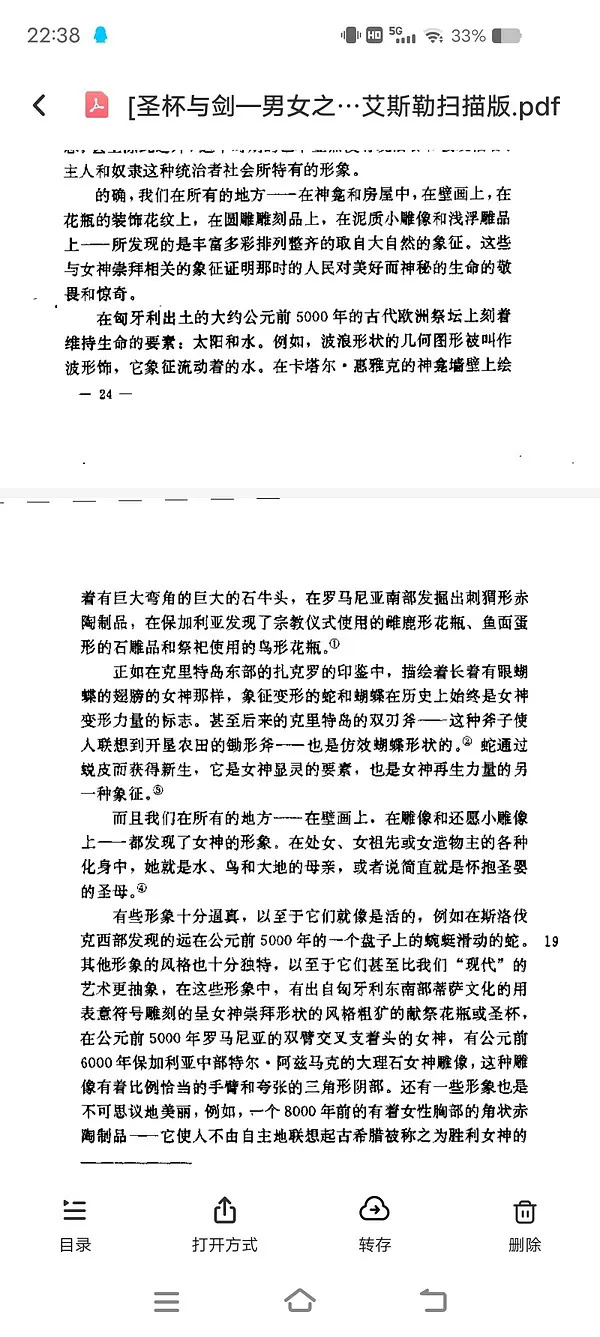 22:38
HD 5G 33%
[圣杯与剑—男女之…艾斯勒扫描版.pdf
主人和奴隶这种统治者社会所特有的形象。
的确，我们在所有的地方——在神龛和房屋中，在壁画上，在
花瓶的装饰花纹上，在圆雕雕刻品上，在泥质小雕像和浅浮雕品
上——所发现的是丰富多彩排列整齐的取自大自然的象征。这些
与女神崇拜相关的象征证明那时的人民对美好而神秘的生命的敬
畏和惊奇。
在匈牙利出土的大约公元前5000年的古代欧洲祭坛上刻着
维持生命的要素：太阳和水。例如，波浪形状的几何图形被叫作
波形饰，它象征流动着的水。在卡塔尔·惠雅克的神龛墙壁上绘
— 24 —
着有巨大弯角的巨大的石牛头，在罗马尼亚南部发掘出刺猬形赤
陶制品，在保加利亚发现了宗教仪式使用的雌鹿形花瓶、鱼面蛋
形的石雕品和祭祀使用的鸟形花瓶。①
正如在克里特岛东部的扎克罗的印鉴中，描绘着长着有眼蝴
蝶的翅膀的女神那样，象征变形的蛇和蝴蝶在历史上始终是女神
变形力量的标志。甚至后来的克里特岛的双刃斧——这种斧子使
人联想到开垦农田的锄形斧——也是仿效蝴蝶形状的。② 蛇通过
蜕皮而获得新生，它是女神显灵的要素，也是女神再生力量的另
一种象征。③
而且我们在所有的地方——在壁画上，在雕像和还愿小雕像
上——都发现了女神的形象。在处女、女祖先或女造物主的各种
化身中，她就是水、鸟和大地的母亲，或者说简直就是怀抱圣婴
的圣母。④
有些形象十分逼真，以至于它们就像是活的，例如在斯洛伐
克西部发现的远在公元前5000年的一个盘子上的蜿蜒滑动的蛇。 19
其他形象的风格也十分独特，以至于它们甚至比我们“现代”的
艺术更抽象，在这些形象中，有出自匈牙利东南部蒂萨文化的用
表意符号雕刻的呈女神崇拜形状的风格粗犷的献祭花瓶或圣杯，
在公元前5000年罗马尼亚的双臂交叉支着头的女神，有公元前
6000年保加利亚中部特尔·阿兹马克的大理石女神雕像，这种雕
像有着比例恰当的手臂和夸张的三角形阴部。还有一些形象也是
不可思议地美丽，例如，一个8000年前的有着女性胸部的角状赤
陶制品——它使人不由自主地联想起古希腊被称之为胜利女神的
目录 打开方式 转存 删除